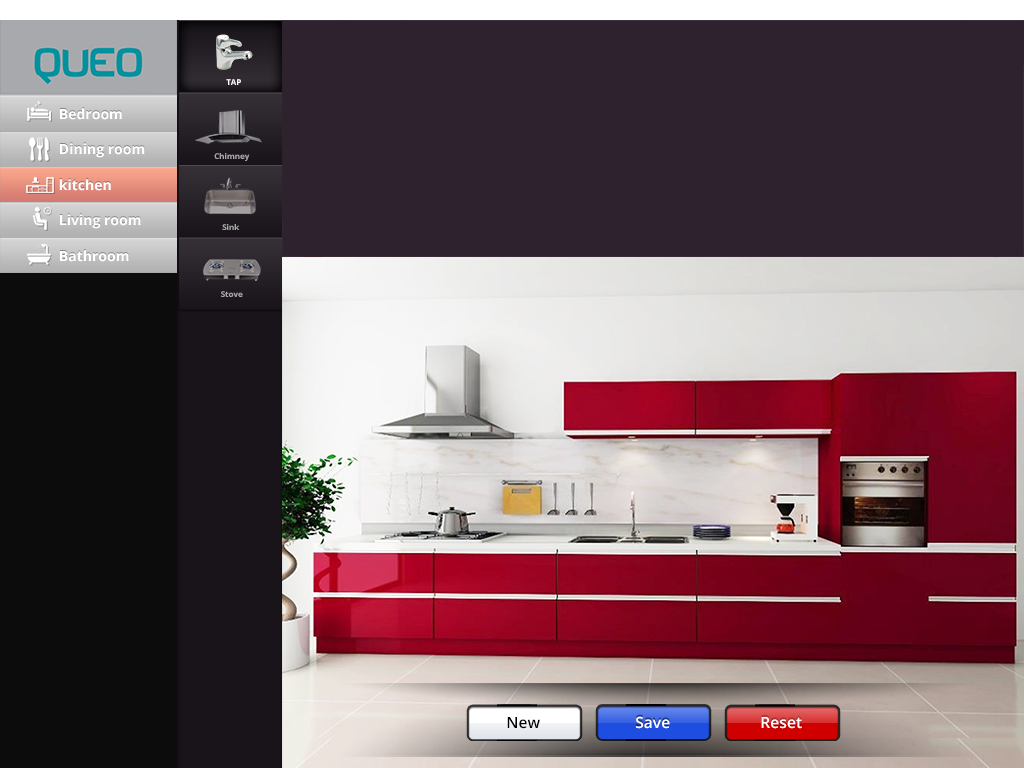 QUEO
Bedroom
Dining room
kitchen
Living room
Bathroom
TAP
Chimney
Sink
Stove
New
Save
Reset